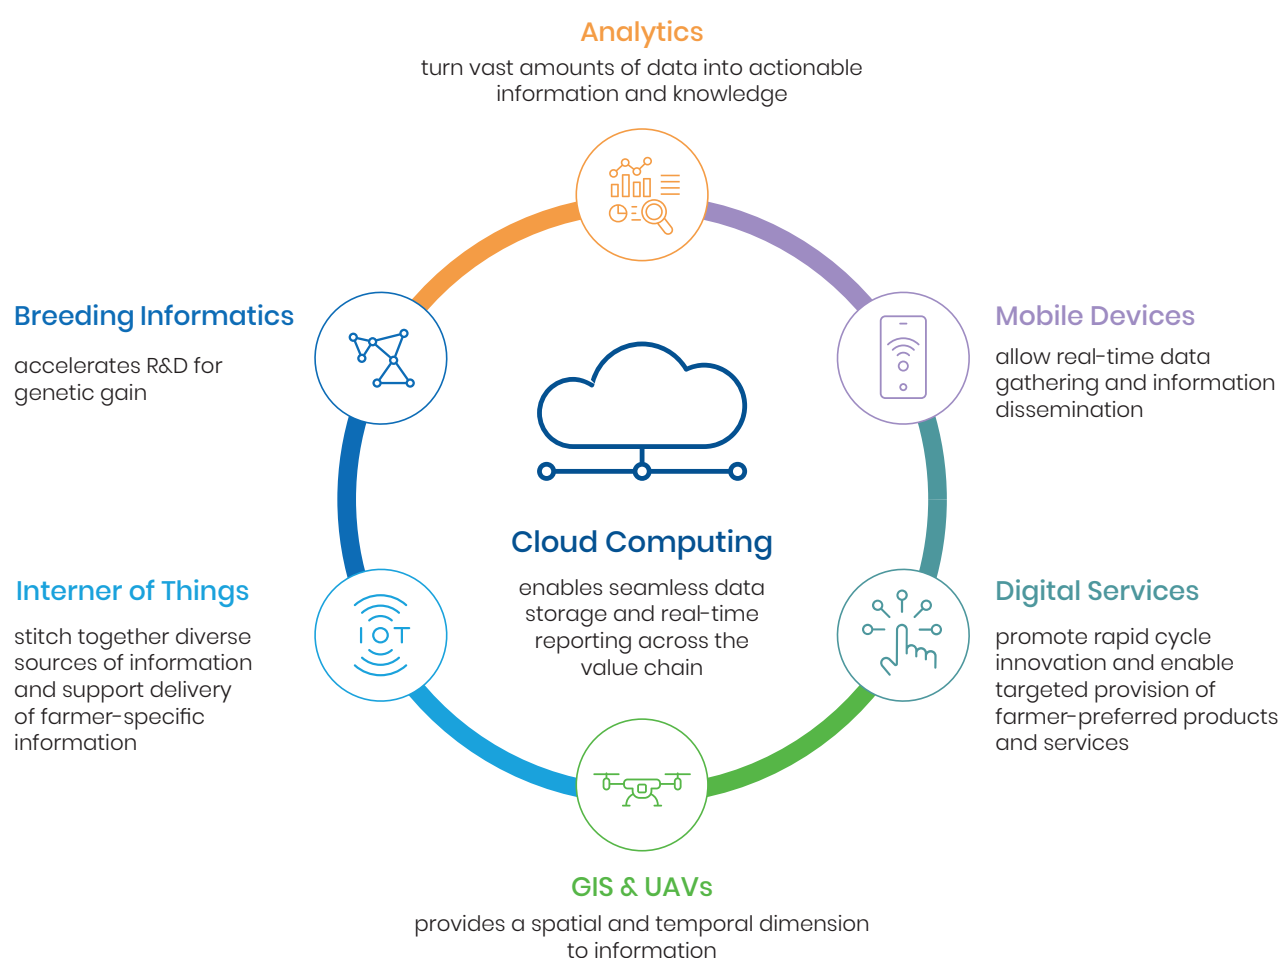 Analytics
turn vast amounts of data into actionable
information and knowledge
Breeding Informatics
accelerates R&D for
genetic gain
Mobile Devices
allow real-time data
gathering and information
dissemination
Cloud Computing
enables seamless data
storage and real-time
reporting across the
value chain
Interner of Things
stitch together diverse
sources of information
and support delivery
of farmer-specific
information
IOT
Digital Services
promote rapid cycle
innovation and enable
targeted provision of
farmer-preferred products
and services
GIS & UAVs
provides a spatial and temporal dimension
to information